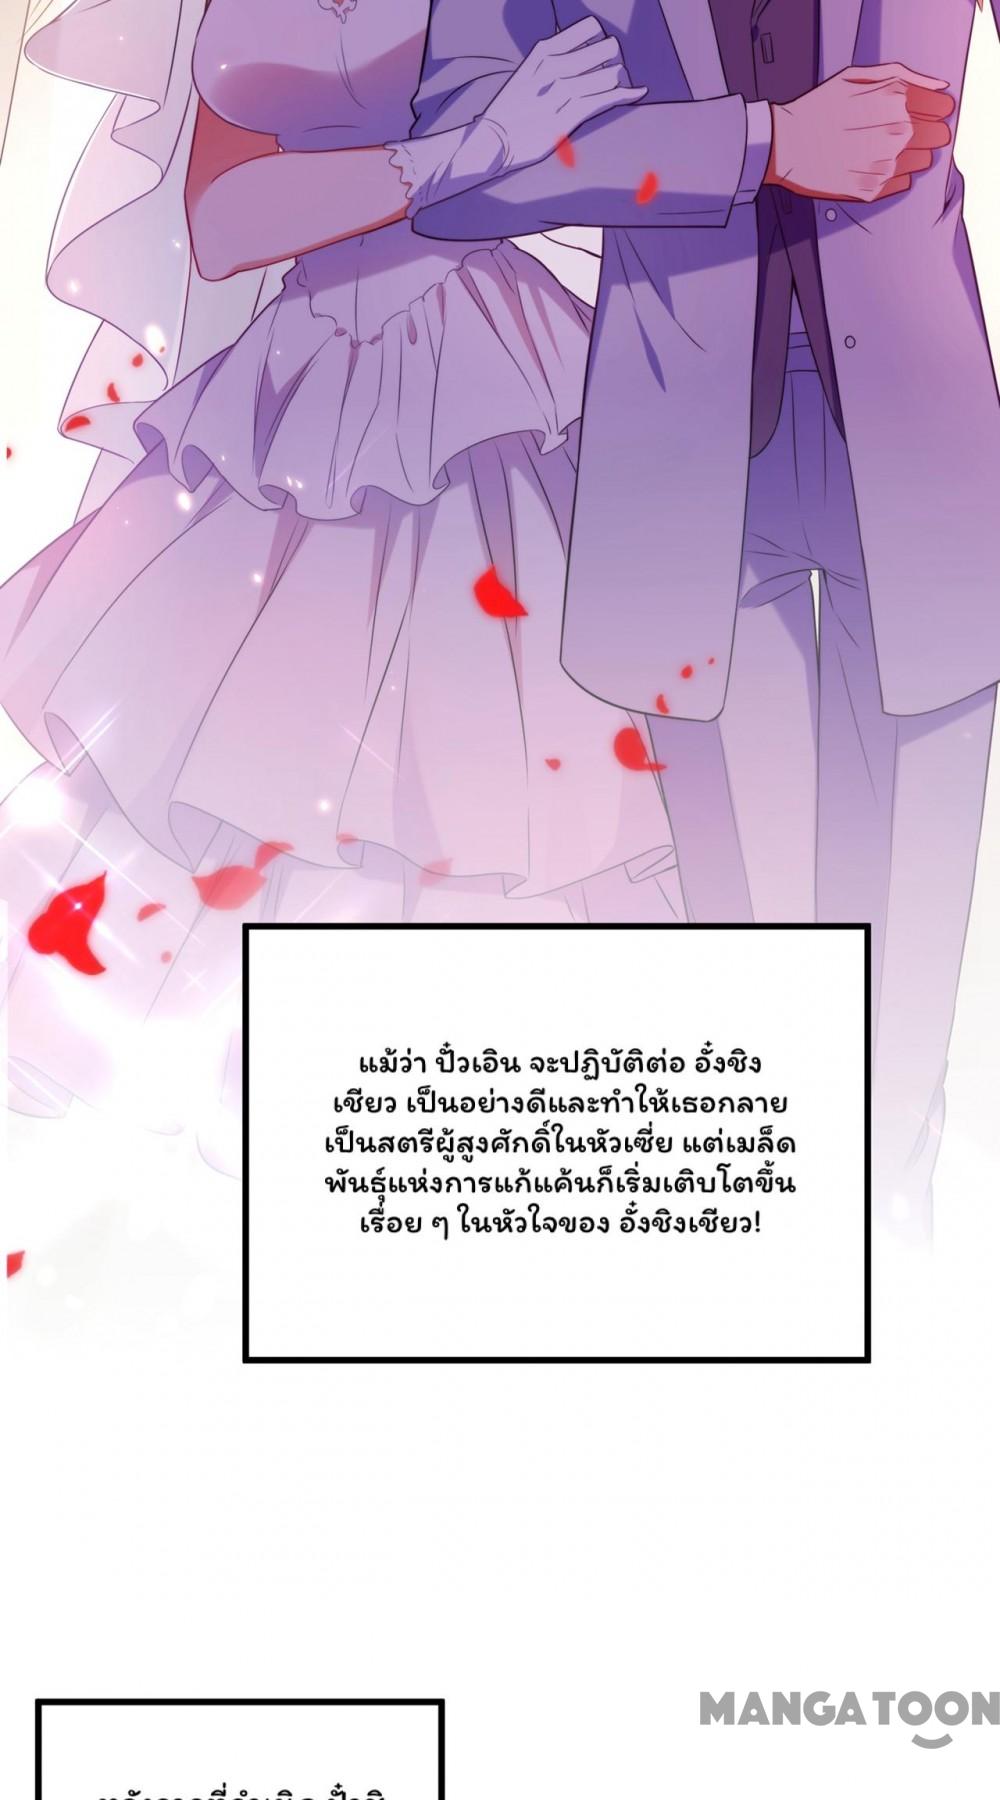 แม้ว่า ปั๋วเอิน จะปฏิบัติต่อ อั๋งชิง
เชียว เป็นอย่างดีและทำให้เธอกลาย
เป็นสตรีผู้สูงศักดิ์ในหัวเซี่ย แต่เมล็ด
พันธุ์แห่งการแก้แค้นก็เริ่มเติบโตขึ้น
เรื่อย ๆ ในหัวใจของ อั๋งชิงเชียว!
MANGATOON